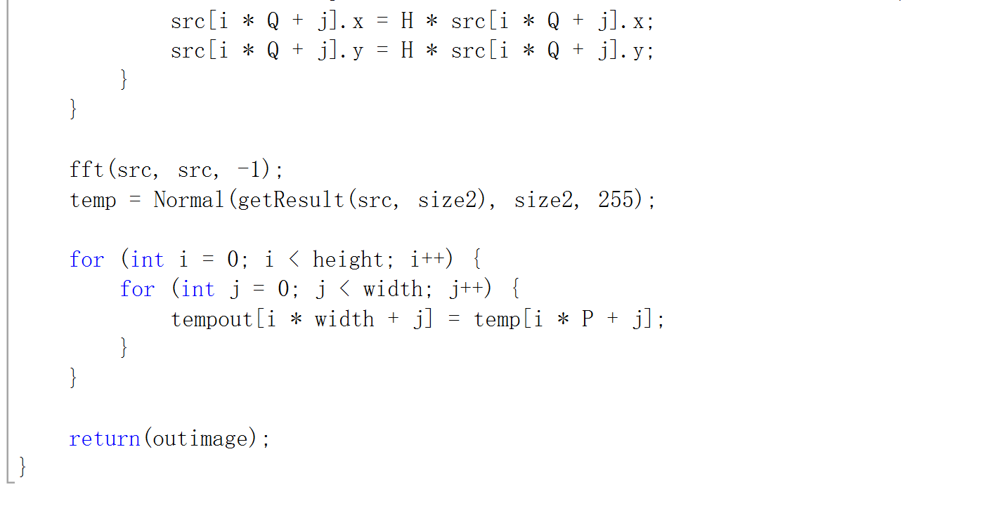 src[i * Q + j].x = H * src[i * Q + j].x;
src[i * Q + j].y = H * src[i * Q + j].y;
}
}
fft(src, src, -1);
temp = Normal(getResult(src, size2), size2, 255);
for (int i = 0; i < height; i++) {
for (int j = 0; j < width; j++) {
tempout[i * width + j] = temp[i * P + j];
}
}
return(outimage);
}